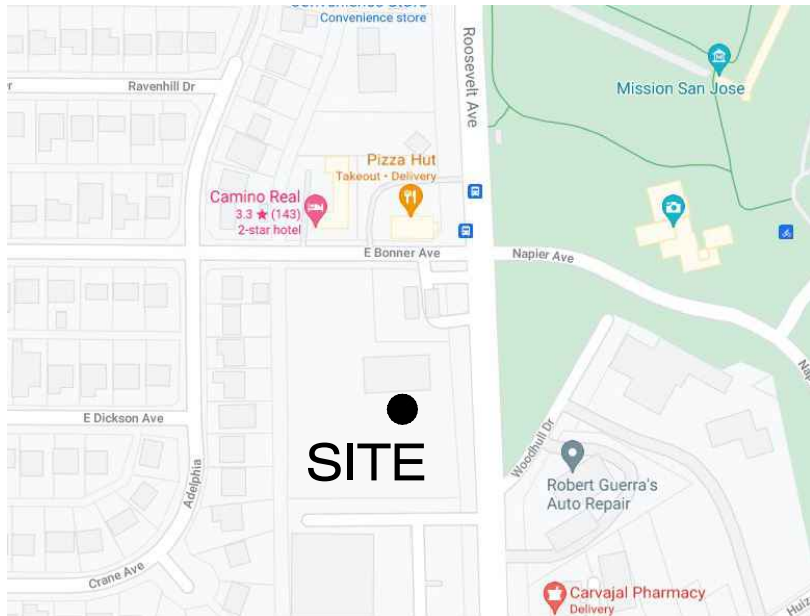 Convenience Store
Convenience store
Roosevelt Ave
Ravenhill Dr
Mission San Jose
Pizza Hut
Takeout • Delivery
Camino Real
3.3 ★ (143)
2-star hotel
E Bonner Ave
Napier Ave
E Dickson Ave
SITE
Woodhull Dr
Robert Guerra's
Auto Repair
Adelphia
Crane Ave
Carvajal Pharmacy
Delivery